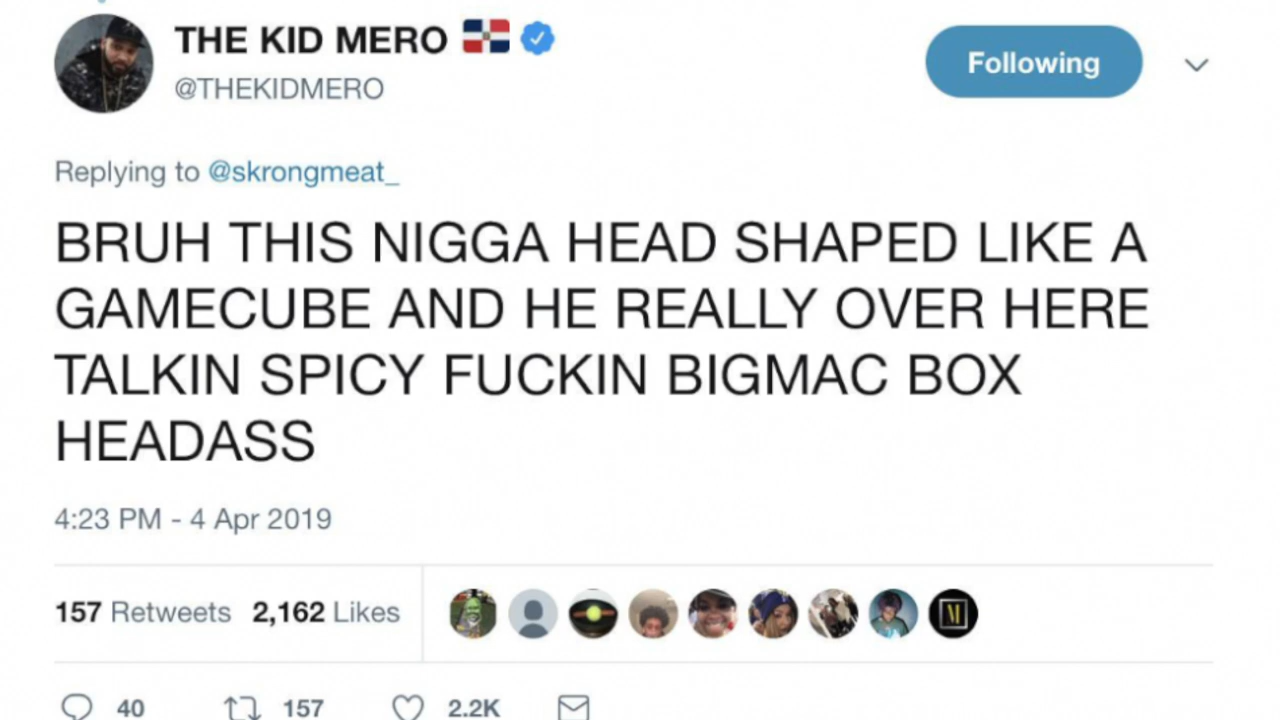 THE KID MERO
@THEKIDMERO
Following
Replying to @skrongmeat_
BRUH THIS NIGGA HEAD SHAPED LIKE A
GAMECUBE AND HE REALLY OVER HERE
TALKIN SPICY FUCKIN BIGMAC BOX
HEADASS
4:23 PM - 4 Apr 2019
157 Retweets 2,162 Likes
M
40 157 2.2K